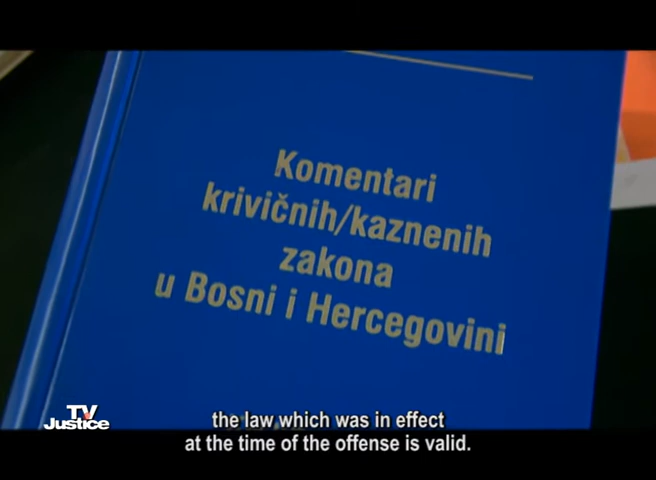 Komentari
krivičnih/kaznenih
zakona
u Bosni i Hercegovini
TV
Justice
the law which was in effect
at the time of the offense is valid.